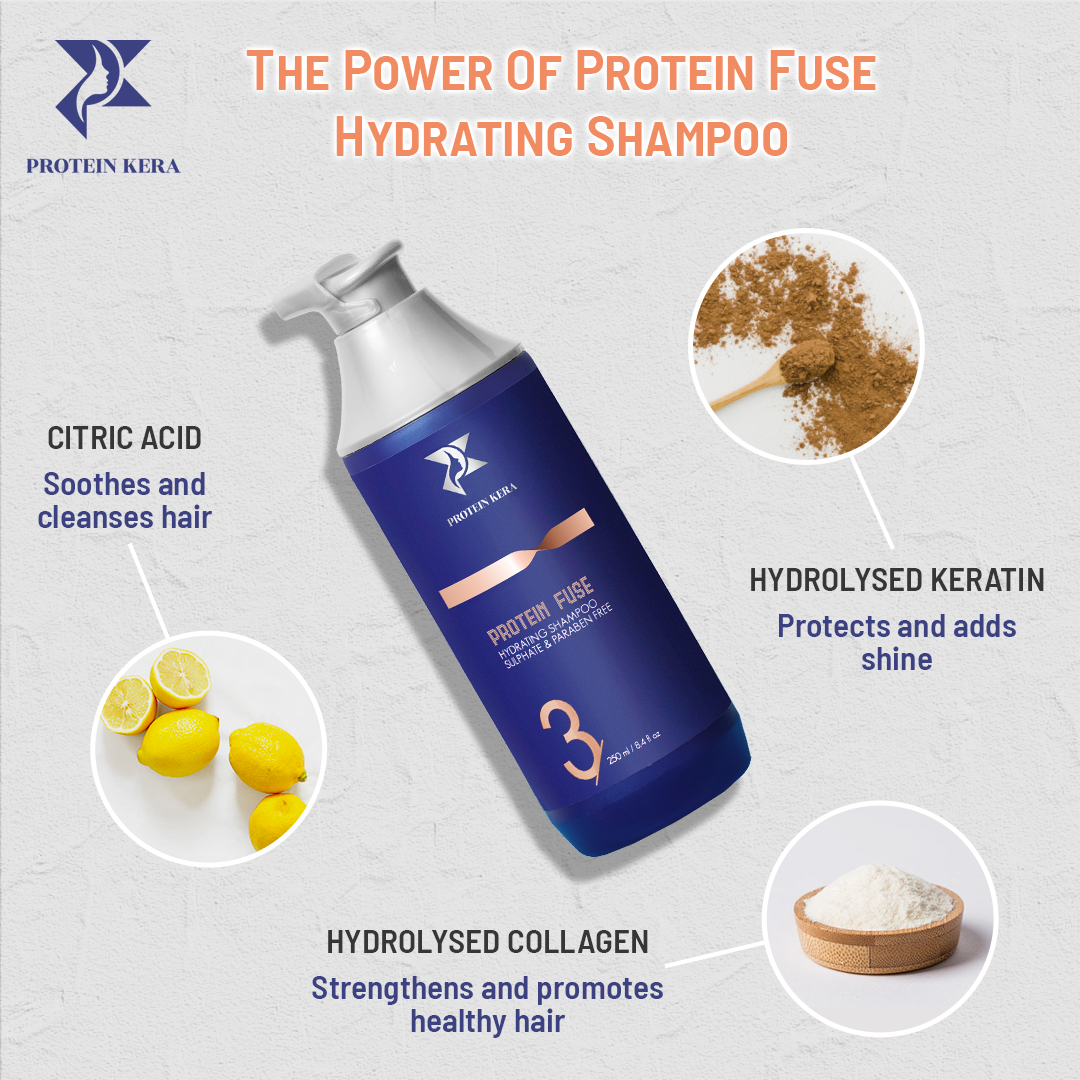 PROTEIN KERA
The Power Of Protein Fuse
Hydrating Shampoo
CITRIC ACID
Soothes and
cleanses hair
PROTEIN KERA
PROTEIN FUSE
HYDRATING SHAMPOO
SULPHATE & PARABEN FREE
3
250 ml / 8.4 fl oz
HYDROLYSED KERATIN
Protects and adds
shine
HYDROLYSED COLLAGEN
Strengthens and promotes
healthy hair